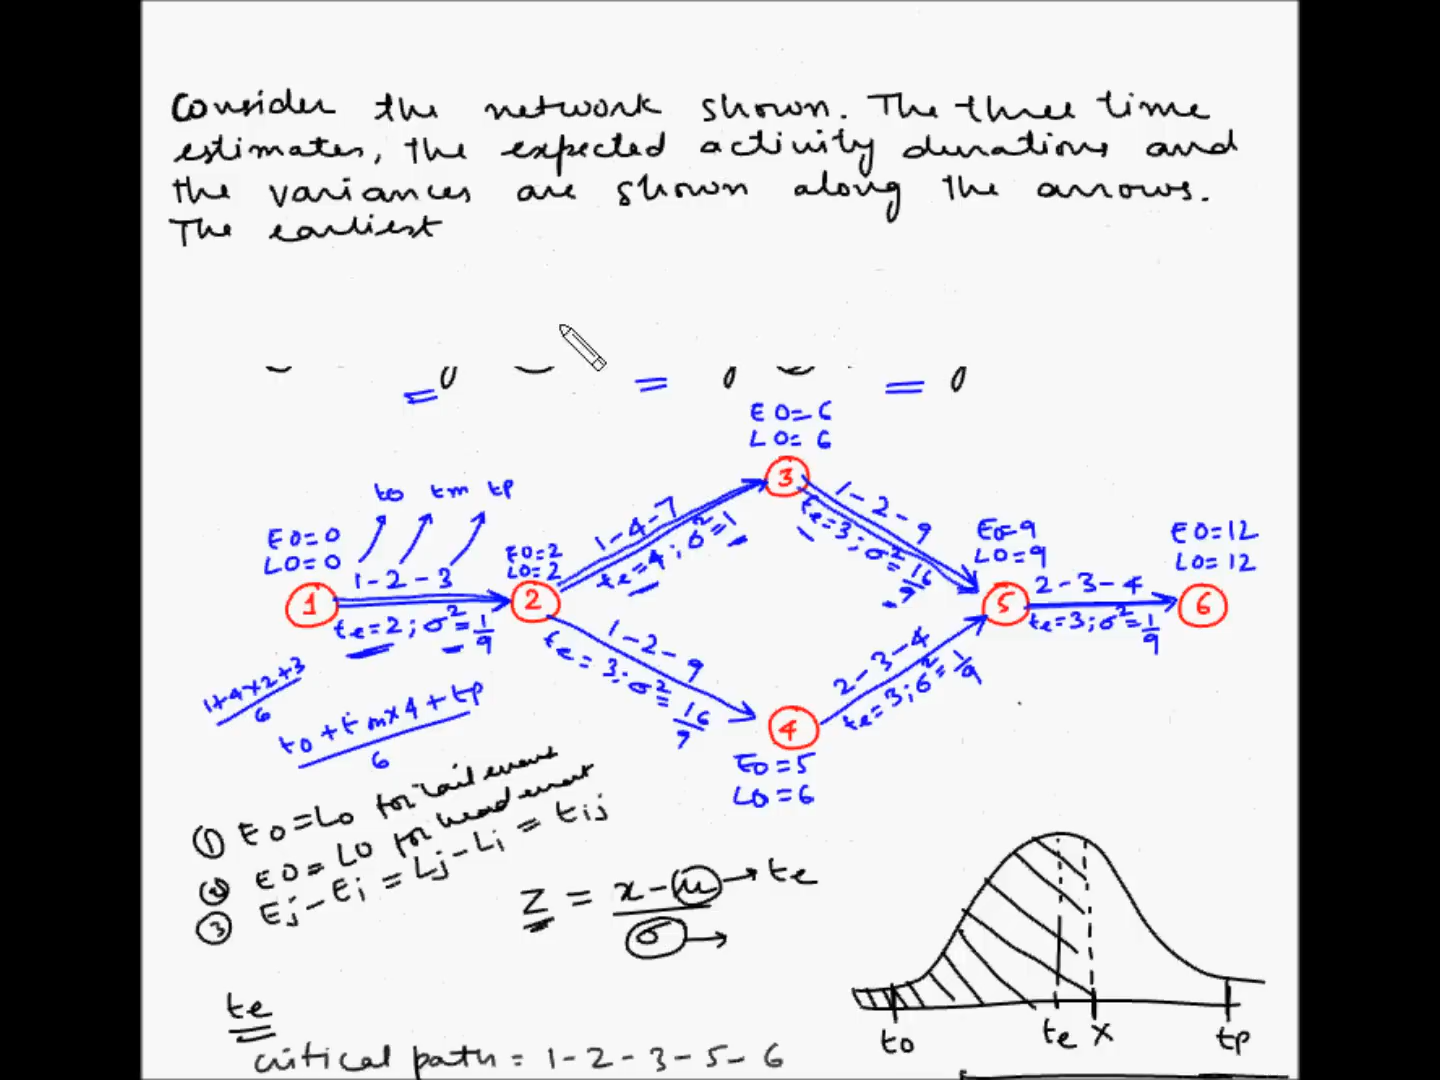 Consider the network shown. The three time
estimates, the expected activity durations and
the variances are shown along the arrows.
The earliest
= = =
EO=6
LO=6
3
to tm tp
EO=0
LO=0
1-2-3
1
te=2; σ²=1/9
EO=2
LO=2
2
1-4-7
te=4; σ²=1
1-2-9
te=3; σ²=16/9
EO=9
LO=9
5
2-3-4
te=3; σ²=1/9
EO=12
LO=12
6
1-2-9
te=3; σ²=16/9
2-3-4
te=3; σ²=1/9
4
EO=5
LO=6
1+4x2+3
6
to + tmx4 + tp
6
① EO=LO for tail event
② EO=LO for head event
③ Ej-Ei = Lj-Li = tij
Z = x-μ → te
σ →
to te x tp
te
critical path = 1-2-3-5-6